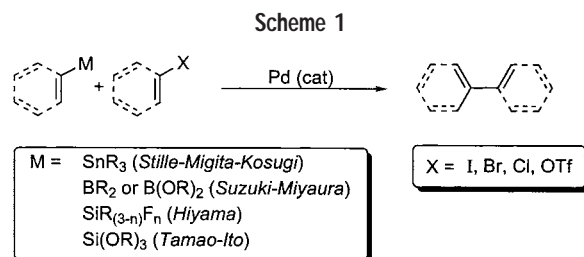 Scheme 1
M
+
X
Pd (cat)
M = SnR3 (Stille-Migita-Kosugi)
BR2 or B(OR)2 (Suzuki-Miyaura)
SiR(3-n)Fn (Hiyama)
Si(OR)3 (Tamao-Ito)
X = I, Br, Cl, OTf